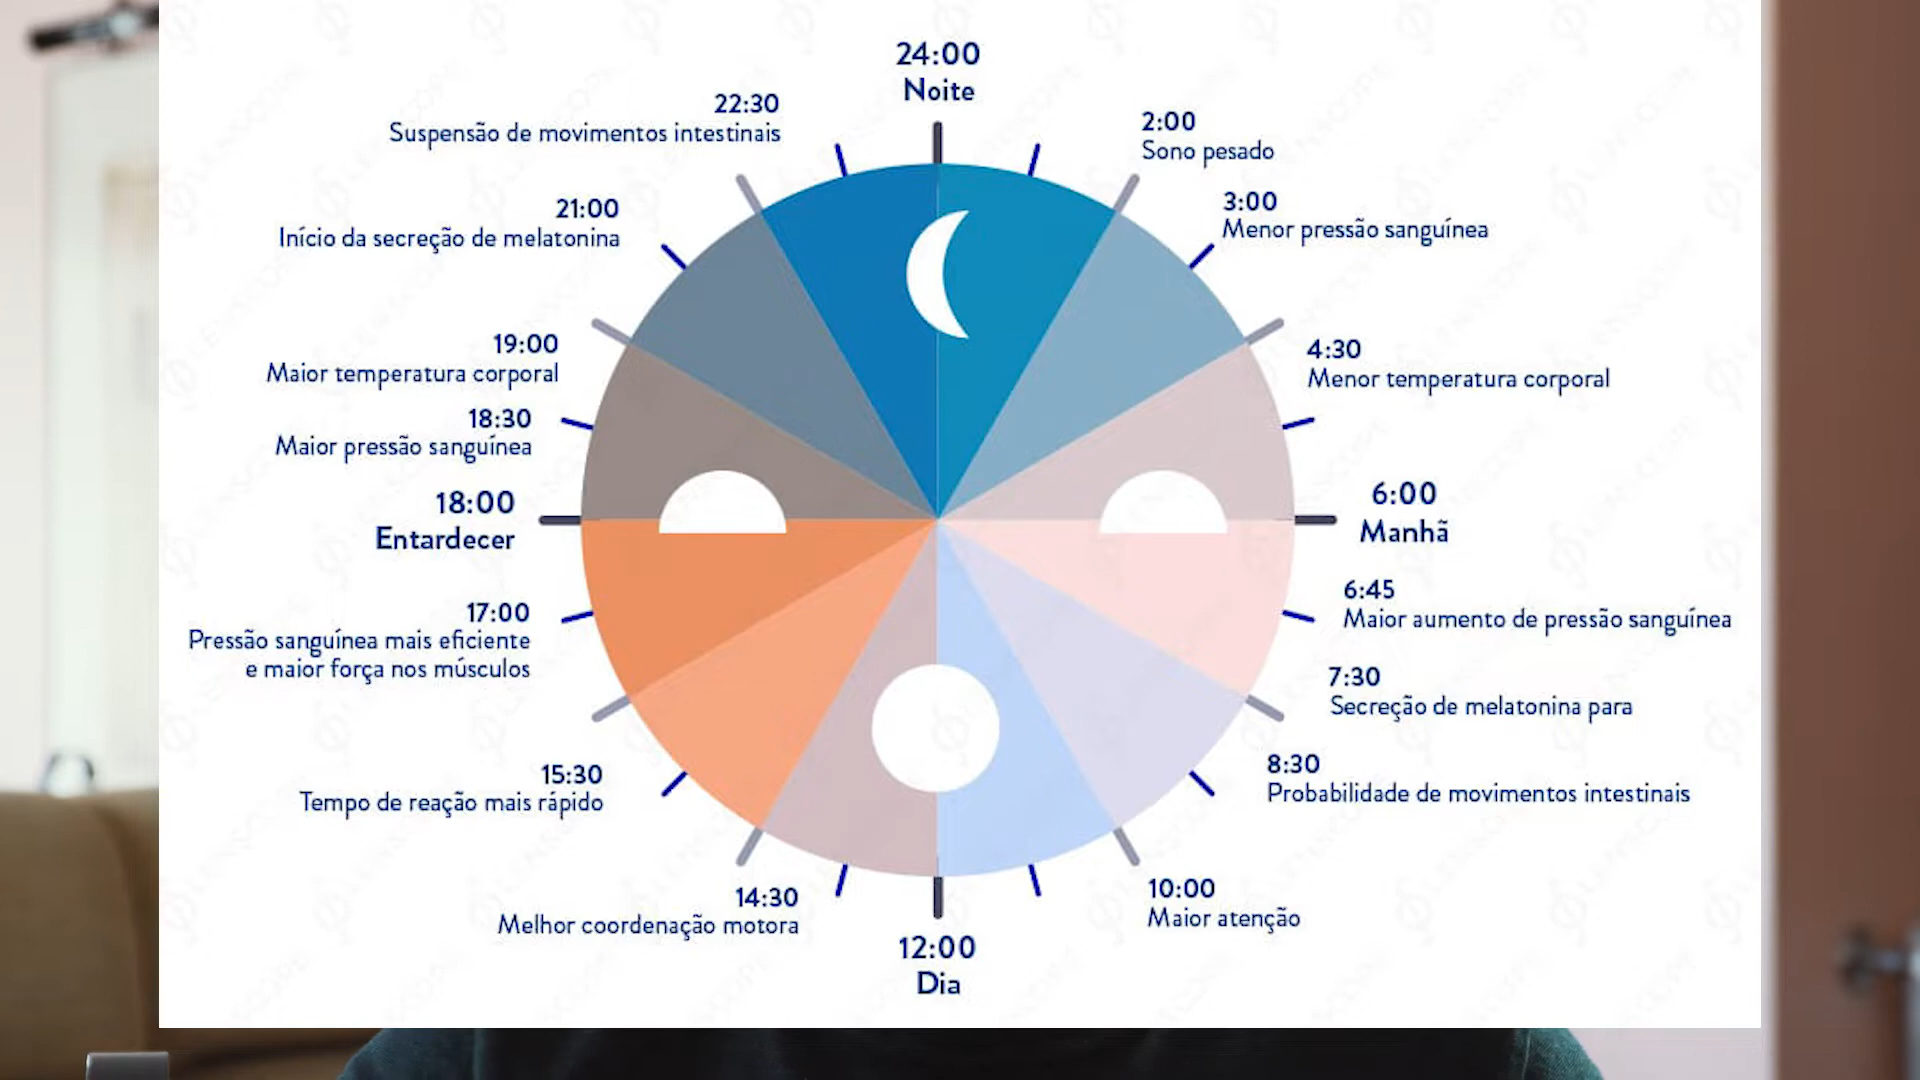 24:00
Noite
2:00
Sono pesado
3:00
Menor pressão sanguínea
4:30
Menor temperatura corporal
6:00
Manhã
6:45
Maior aumento de pressão sanguínea
7:30
Secreção de melatonina para
8:30
Probabilidade de movimentos intestinais
10:00
Maior atenção
12:00
Dia
14:30
Melhor coordenação motora
15:30
Tempo de reação mais rápido
17:00
Pressão sanguínea mais eficiente
e maior força nos músculos
18:00
Entardecer
18:30
Maior pressão sanguínea
19:00
Maior temperatura corporal
21:00
Início da secreção de melatonina
22:30
Suspensão de movimentos intestinais